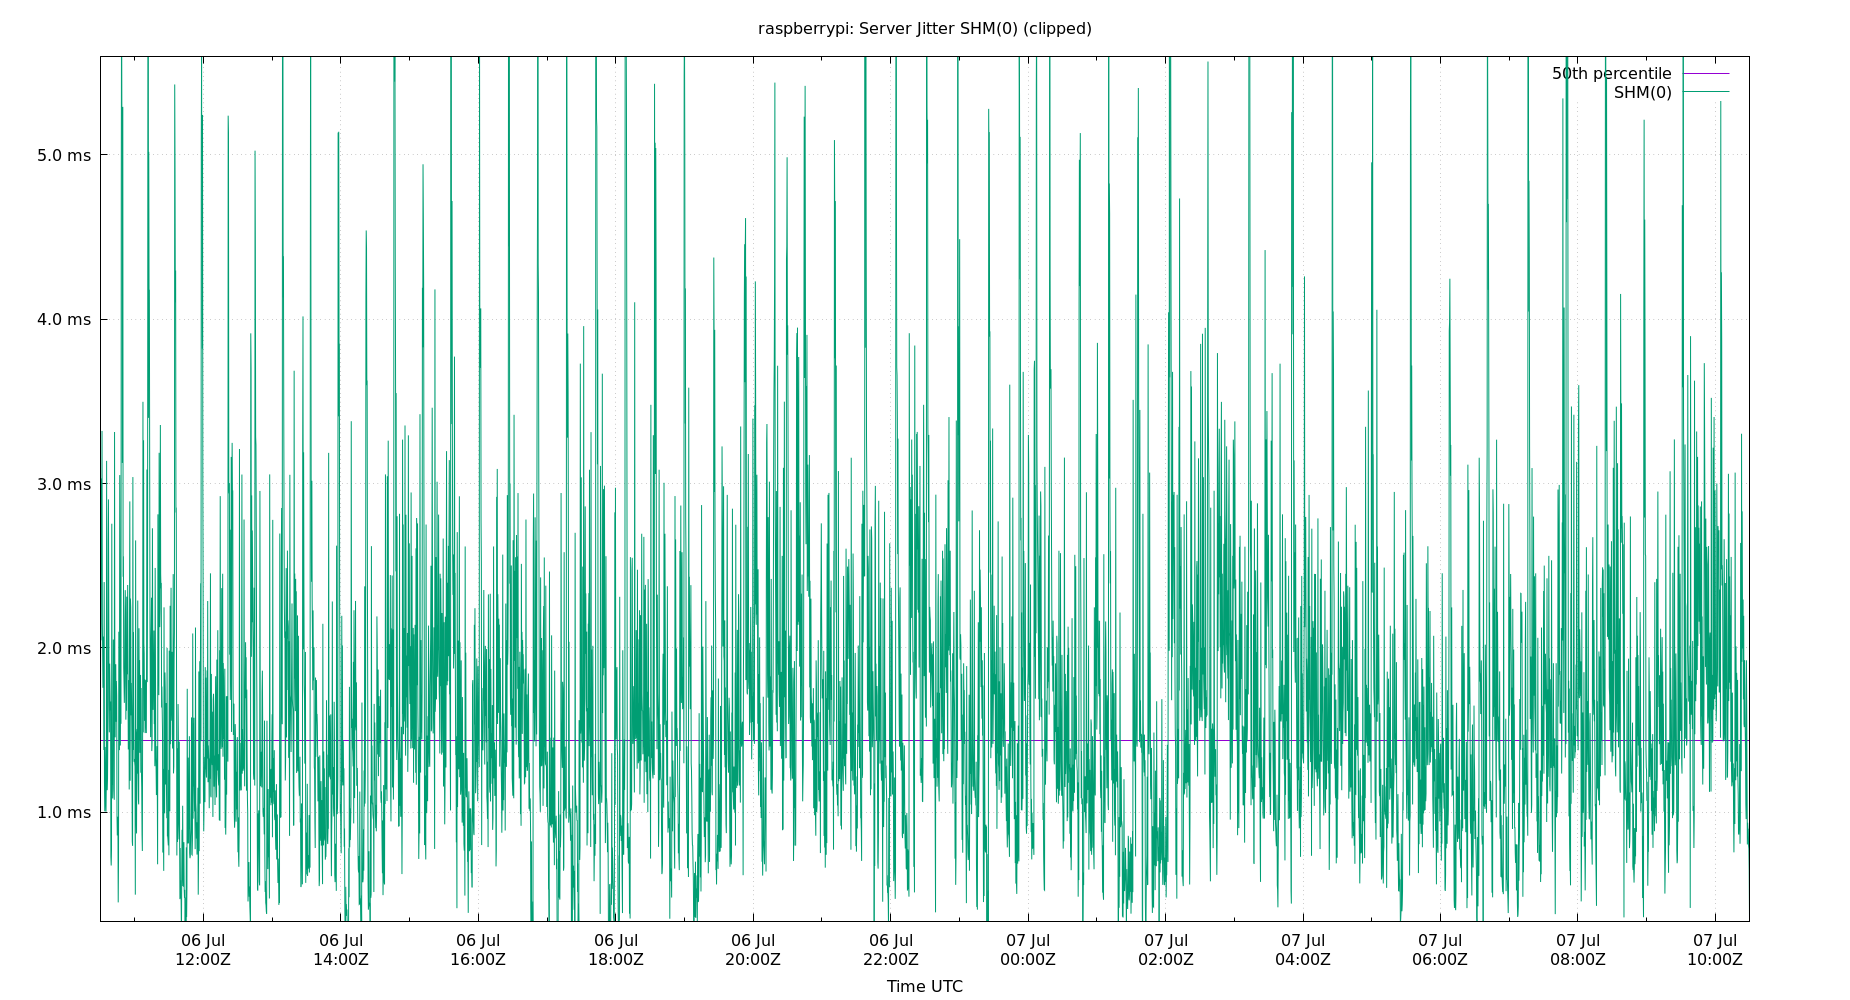 raspberrypi: Server Jitter SHM(0) (clipped)
50th percentile
SHM(0)
5.0 ms
4.0 ms
3.0 ms
2.0 ms
1.0 ms
06 Jul 06 Jul 06 Jul 06 Jul 06 Jul 06 Jul 07 Jul 07 Jul 07 Jul 07 Jul 07 Jul 07 Jul
12:00Z 14:00Z 16:00Z 18:00Z 20:00Z 22:00Z 00:00Z 02:00Z 04:00Z 06:00Z 08:00Z 10:00Z
Time UTC